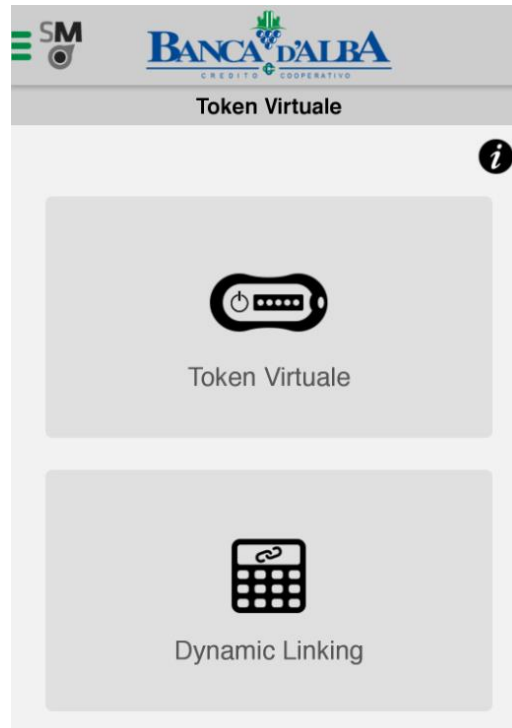 SM
BANCA D'ALBA
CREDITO COOPERATIVO
Token Virtuale
i
Token Virtuale
Dynamic Linking